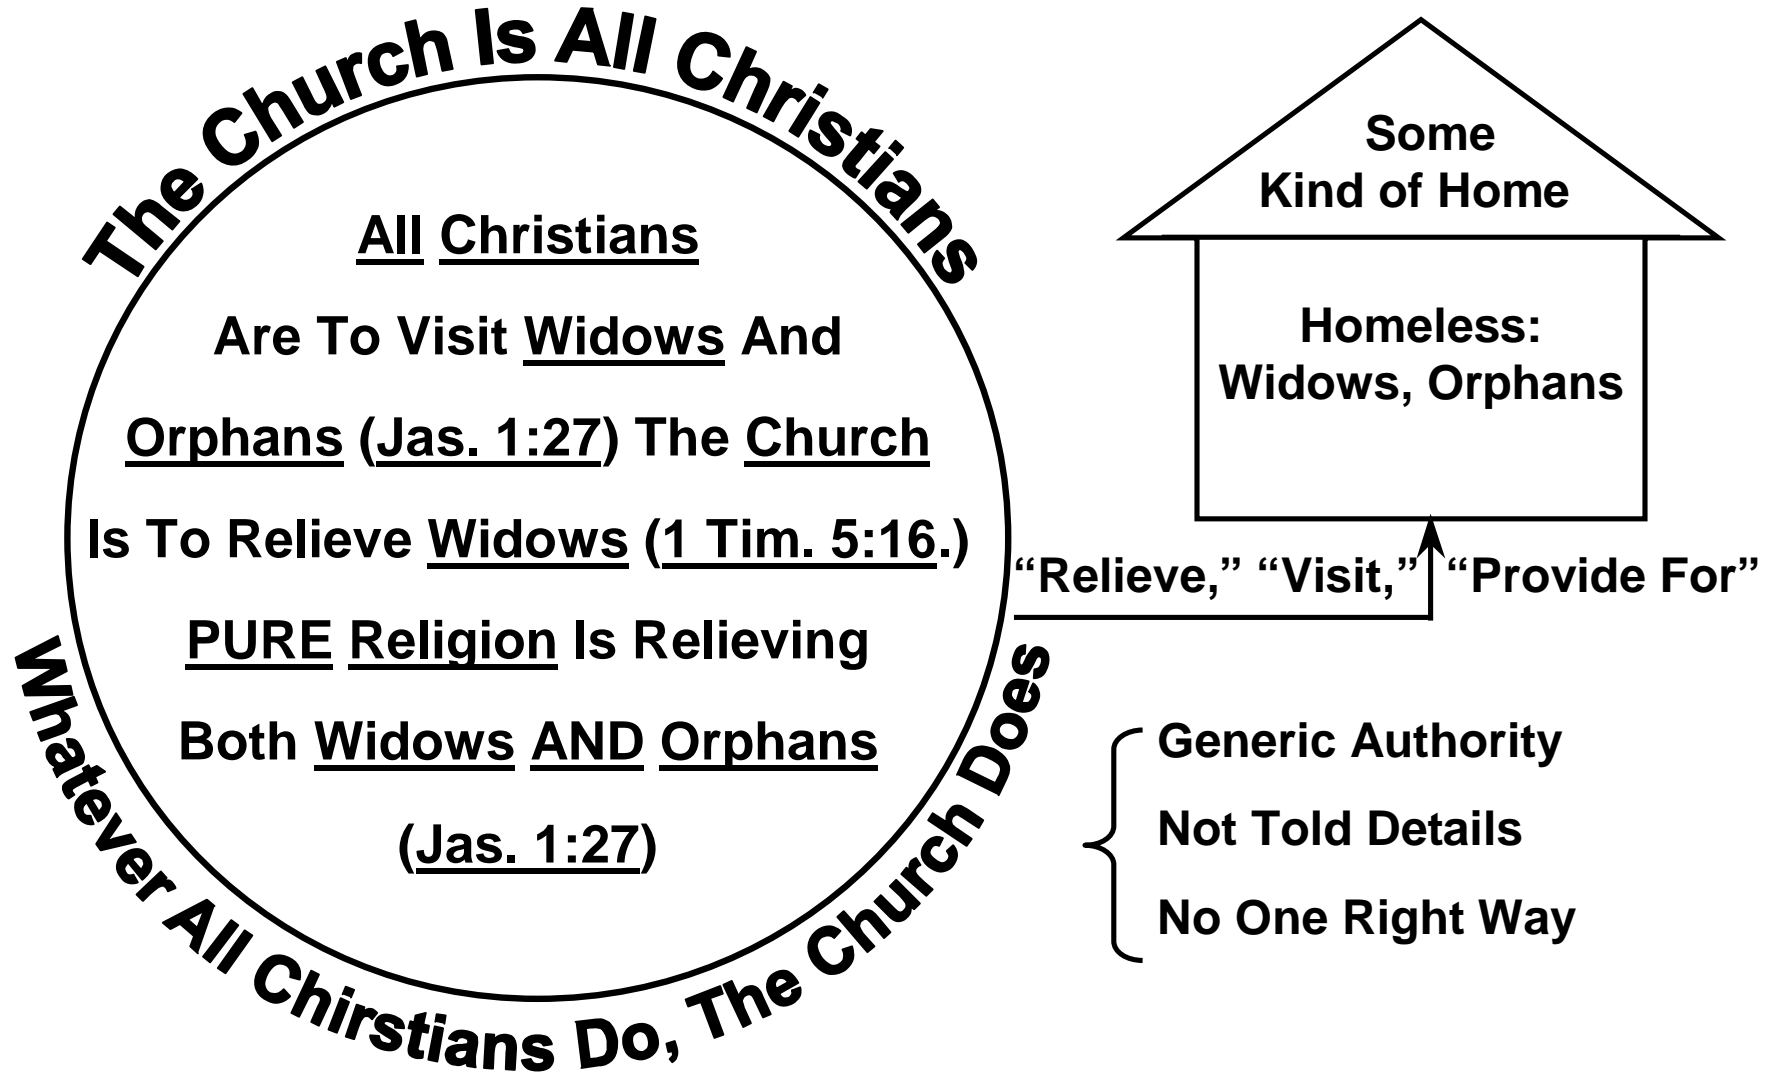 The Church Is All Christians
All Christians
Are To Visit Widows And
Orphans (Jas. 1:27) The Church
Is To Relieve Widows (1 Tim. 5:16.)
PURE Religion Is Relieving
Both Widows AND Orphans
(Jas. 1:27)
Whatever All Chirstians Do, The Church Does
Some
Kind of Home
Homeless:
Widows, Orphans
“Relieve,” “Visit,” “Provide For”
Generic Authority
Not Told Details
No One Right Way